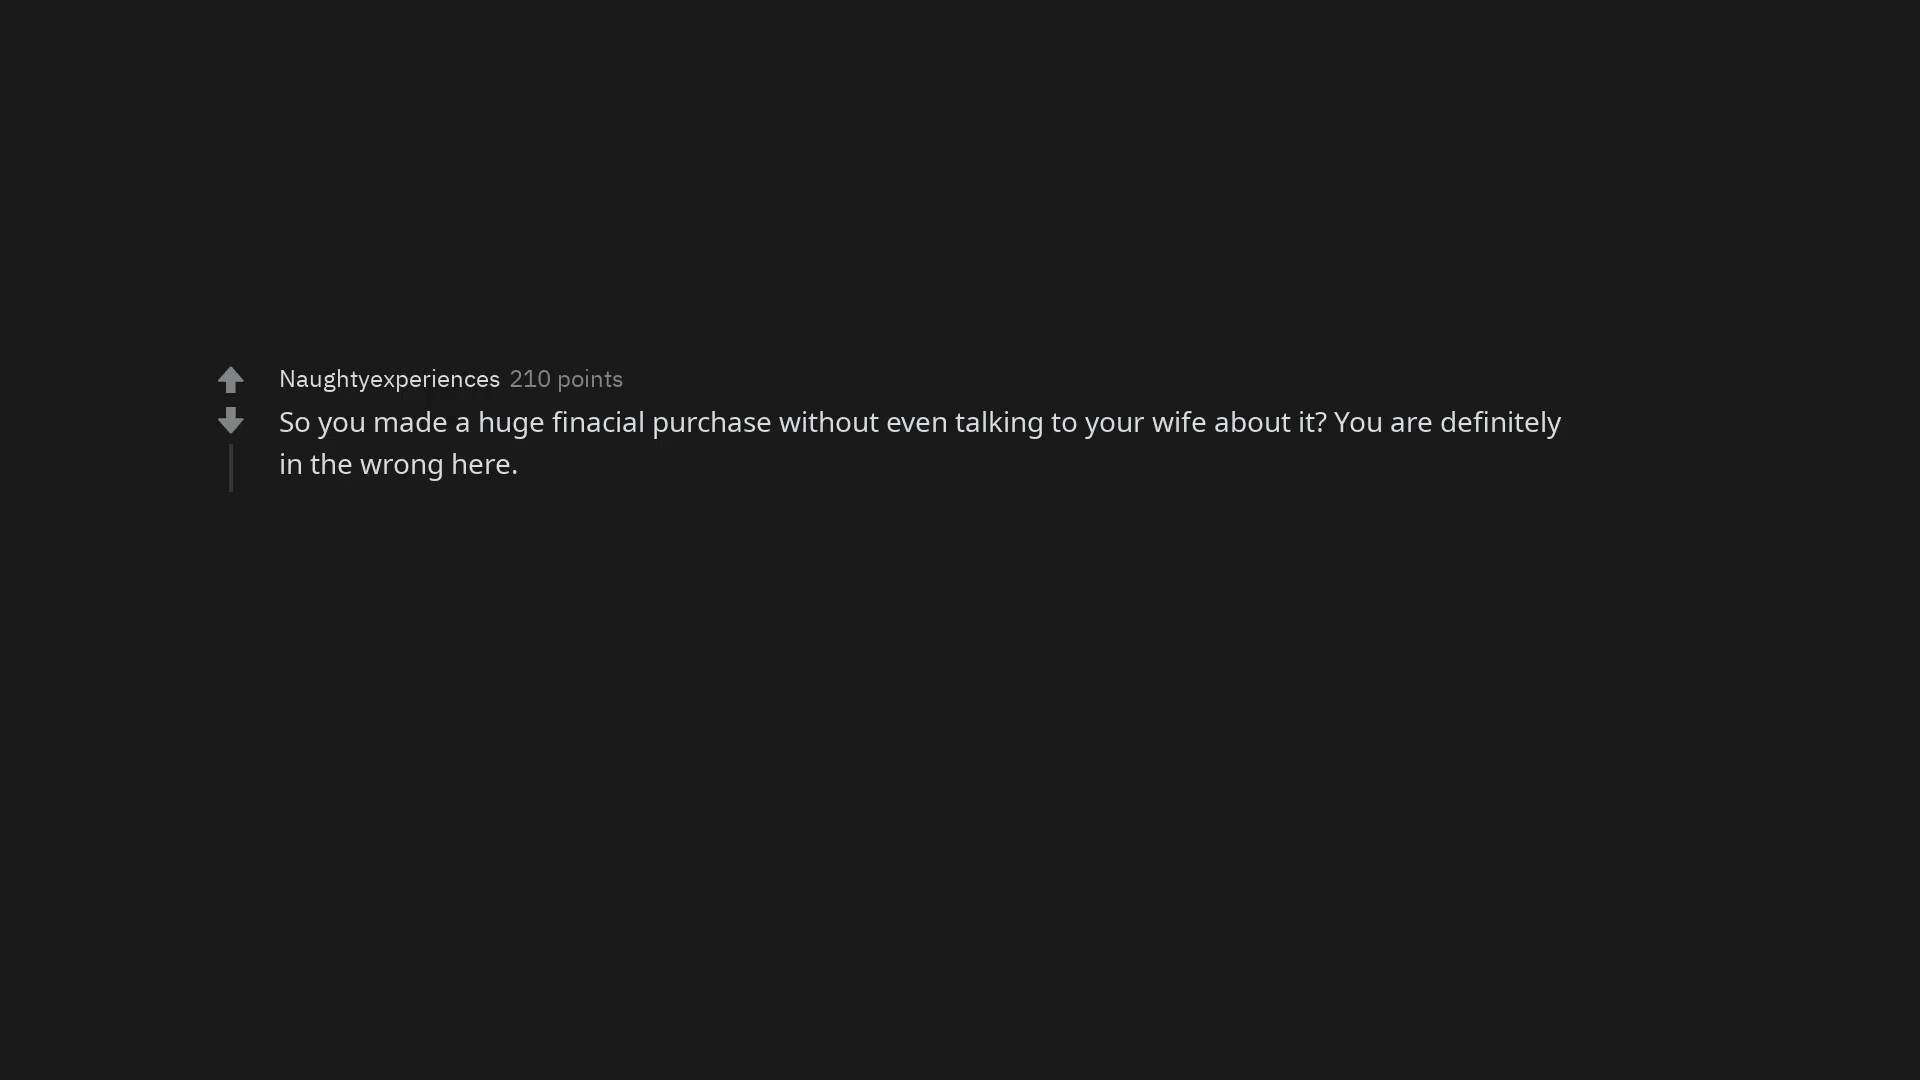 Naughtyexperiences 210 points
So you made a huge finacial purchase without even talking to your wife about it? You are definitely
in the wrong here.